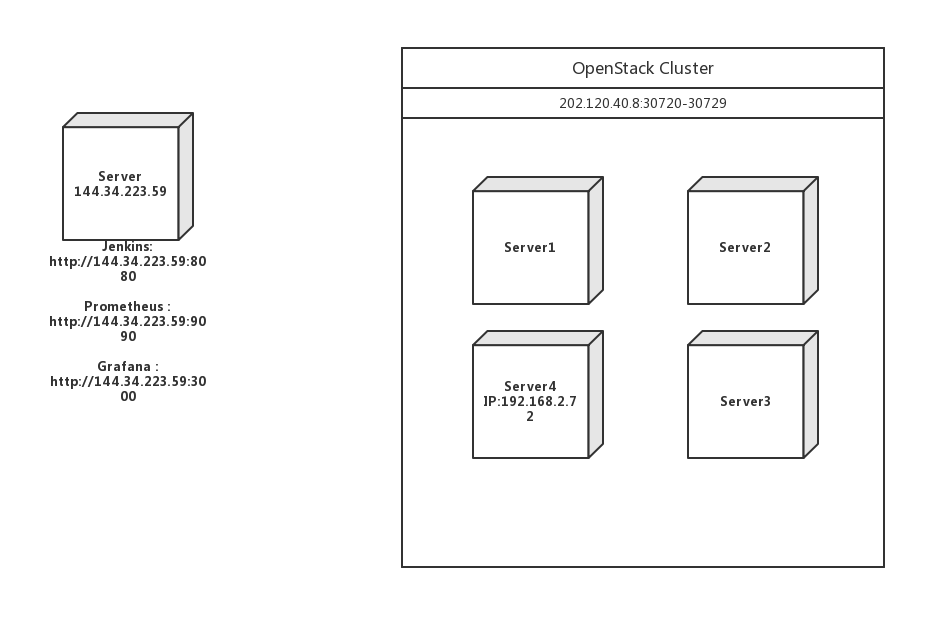 OpenStack Cluster
202.120.40.8:30720-30729
Server
144.34.223.59
Jenkins:
http://144.34.223.59:80
80
Prometheus :
http://144.34.223.59:90
90
Grafana :
http://144.34.223.59:30
00
Server1
Server2
Server4
IP:192.168.2.7
2
Server3